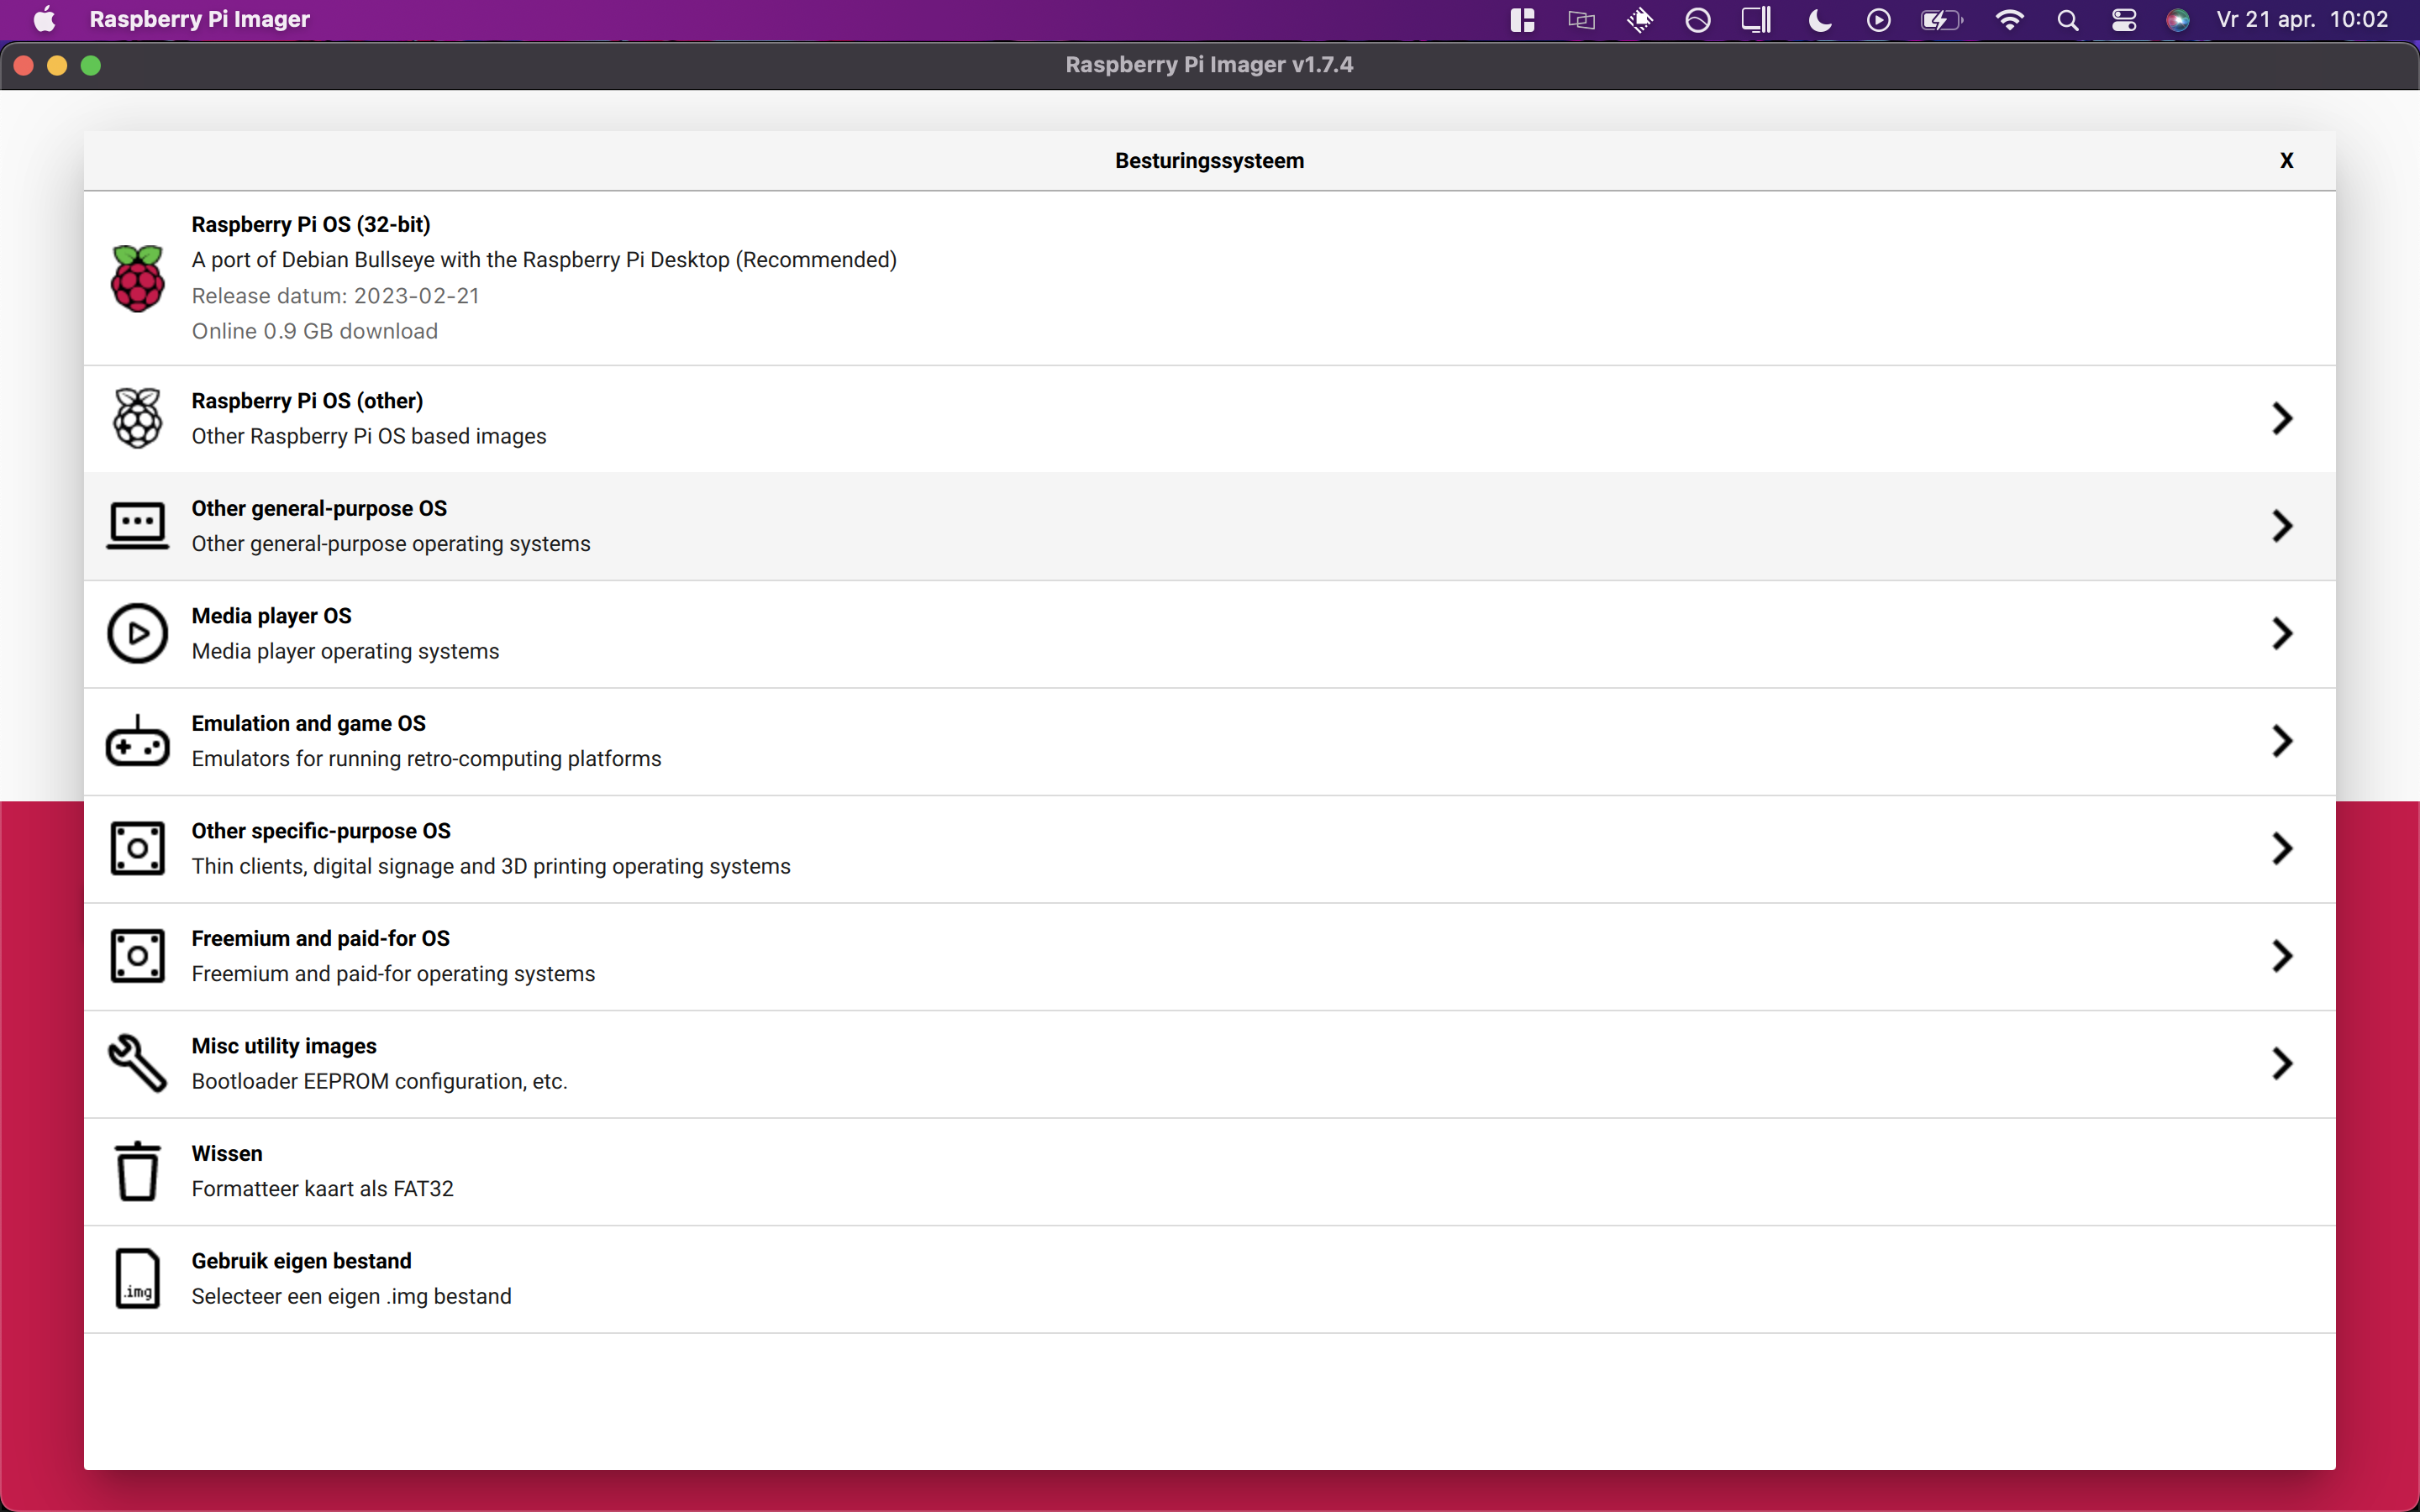 Raspberry Pi Imager
Vr 21 apr. 10:02
Raspberry Pi Imager v1.7.4
Besturingssysteem
X
Raspberry Pi OS (32-bit)
A port of Debian Bullseye with the Raspberry Pi Desktop (Recommended)
Release datum: 2023-02-21
Online 0.9 GB download
Raspberry Pi OS (other)
Other Raspberry Pi OS based images
Other general-purpose OS
Other general-purpose operating systems
Media player OS
Media player operating systems
Emulation and game OS
Emulators for running retro-computing platforms
Other specific-purpose OS
Thin clients, digital signage and 3D printing operating systems
Freemium and paid-for OS
Freemium and paid-for operating systems
Misc utility images
Bootloader EEPROM configuration, etc.
Wissen
Formatteer kaart als FAT32
.img
Gebruik eigen bestand
Selecteer een eigen .img bestand